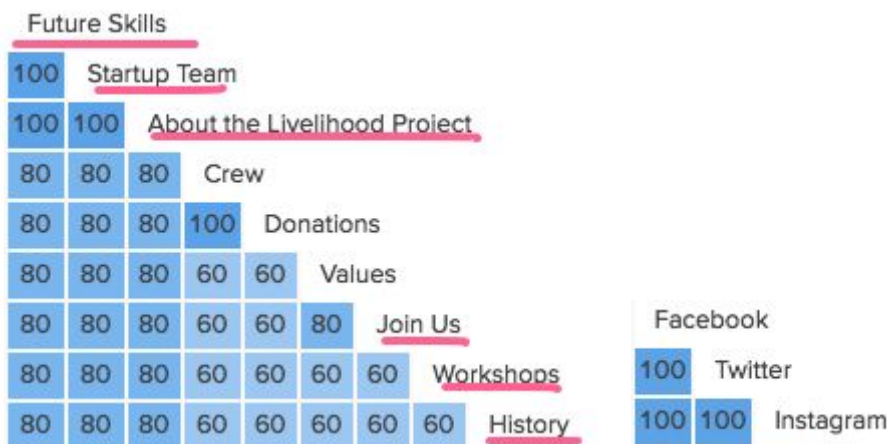 Future Skills
100 Startup Team
100 100 About the Livelihood Project
80 80 80 Crew
80 80 80 100 Donations
80 80 80 60 60 Values
80 80 80 60 60 80 Join Us
Facebook
80 80 80 60 60 60 60 Workshops
100 Twitter
80 80 80 60 60 60 60 60 History
100 100 Instagram